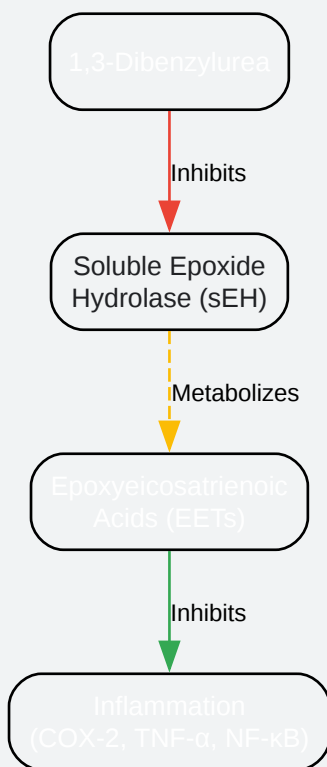 1,3-Dibenzylurea
Inhibits
Soluble Epoxide
Hydrolase (sEH)
Metabolizes
Epoxyeicosatrienoic
Acids (EETs)
Inhibits
Inflammation
(COX-2, TNF-α, NF-κB)